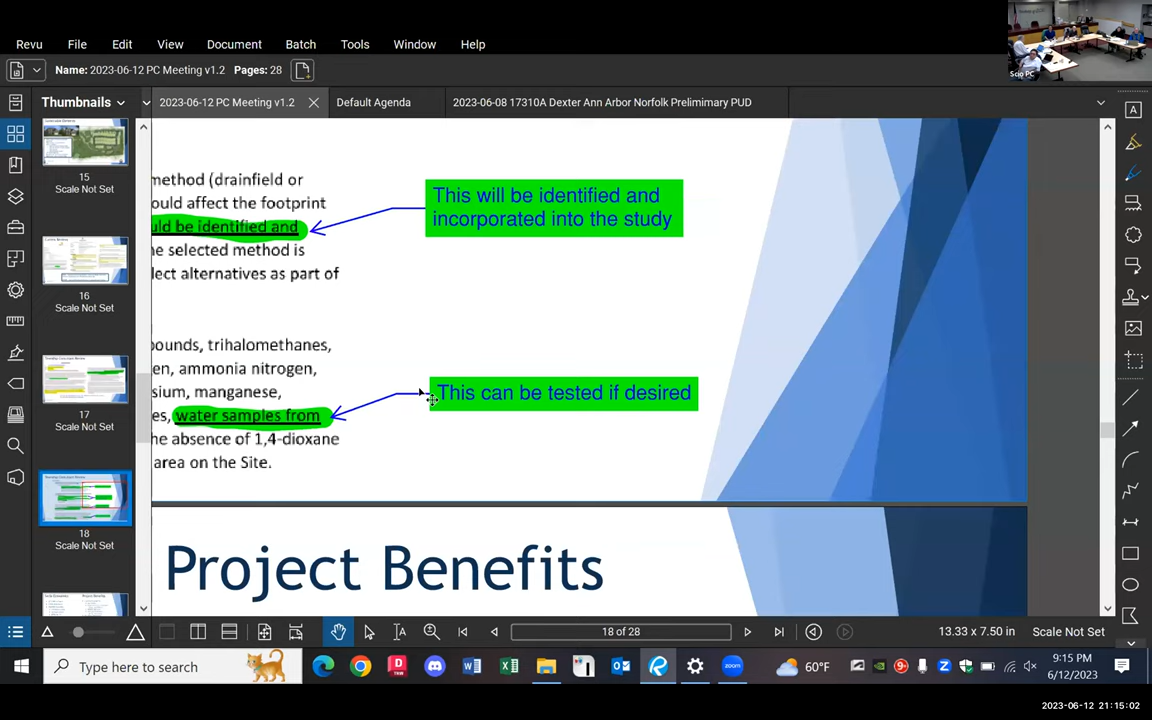 Scio PC
Revu File Edit View Document Batch Tools Window Help
Name: 2023-06-12 PC Meeting v1.2 Pages: 28
Thumbnails
2023-06-12 PC Meeting v1.2
Default Agenda
2023-06-08 17310A Dexter Ann Arbor Norfolk Prelimimary PUD
15
Scale Not Set
16
Scale Not Set
17
Scale Not Set
18
Scale Not Set
method (drainfield or
ould affect the footprint
uld be identified and
he selected method is
lect alternatives as part of
This will be identified and
incorporated into the study
bounds, trihalomethanes,
en, ammonia nitrogen,
sium, manganese,
es, water samples from
he absence of 1,4-dioxane
area on the Site.
This can be tested if desired
Project Benefits
18 of 28
13.33 x 7.50 in
Scale Not Set
Type here to search
60°F
9:15 PM
6/12/2023
2023-06-12 21:15:02